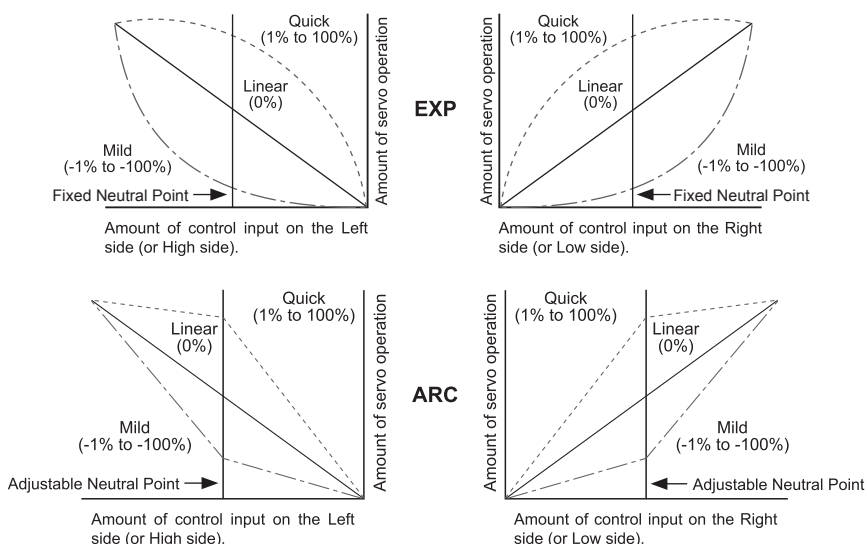 Quick
(1% to 100%)
Linear
(0%)
Mild
(-1% to -100%)
Fixed Neutral Point
Amount of servo operation
Amount of control input on the Left
side (or High side).
EXP
Amount of servo operation
Quick
(1% to 100%)
Linear
(0%)
Mild
(-1% to -100%)
Fixed Neutral Point
Amount of control input on the Right
side (or Low side).
Quick
(1% to 100%)
Linear
(0%)
Mild
(-1% to -100%)
Adjustable Neutral Point
Amount of servo operation
Amount of control input on the Left
side (or High side).
ARC
Amount of servo operation
Quick
(1% to 100%)
Linear
(0%)
Mild
(-1% to -100%)
Adjustable Neutral Point
Amount of control input on the Right
side (or Low side).